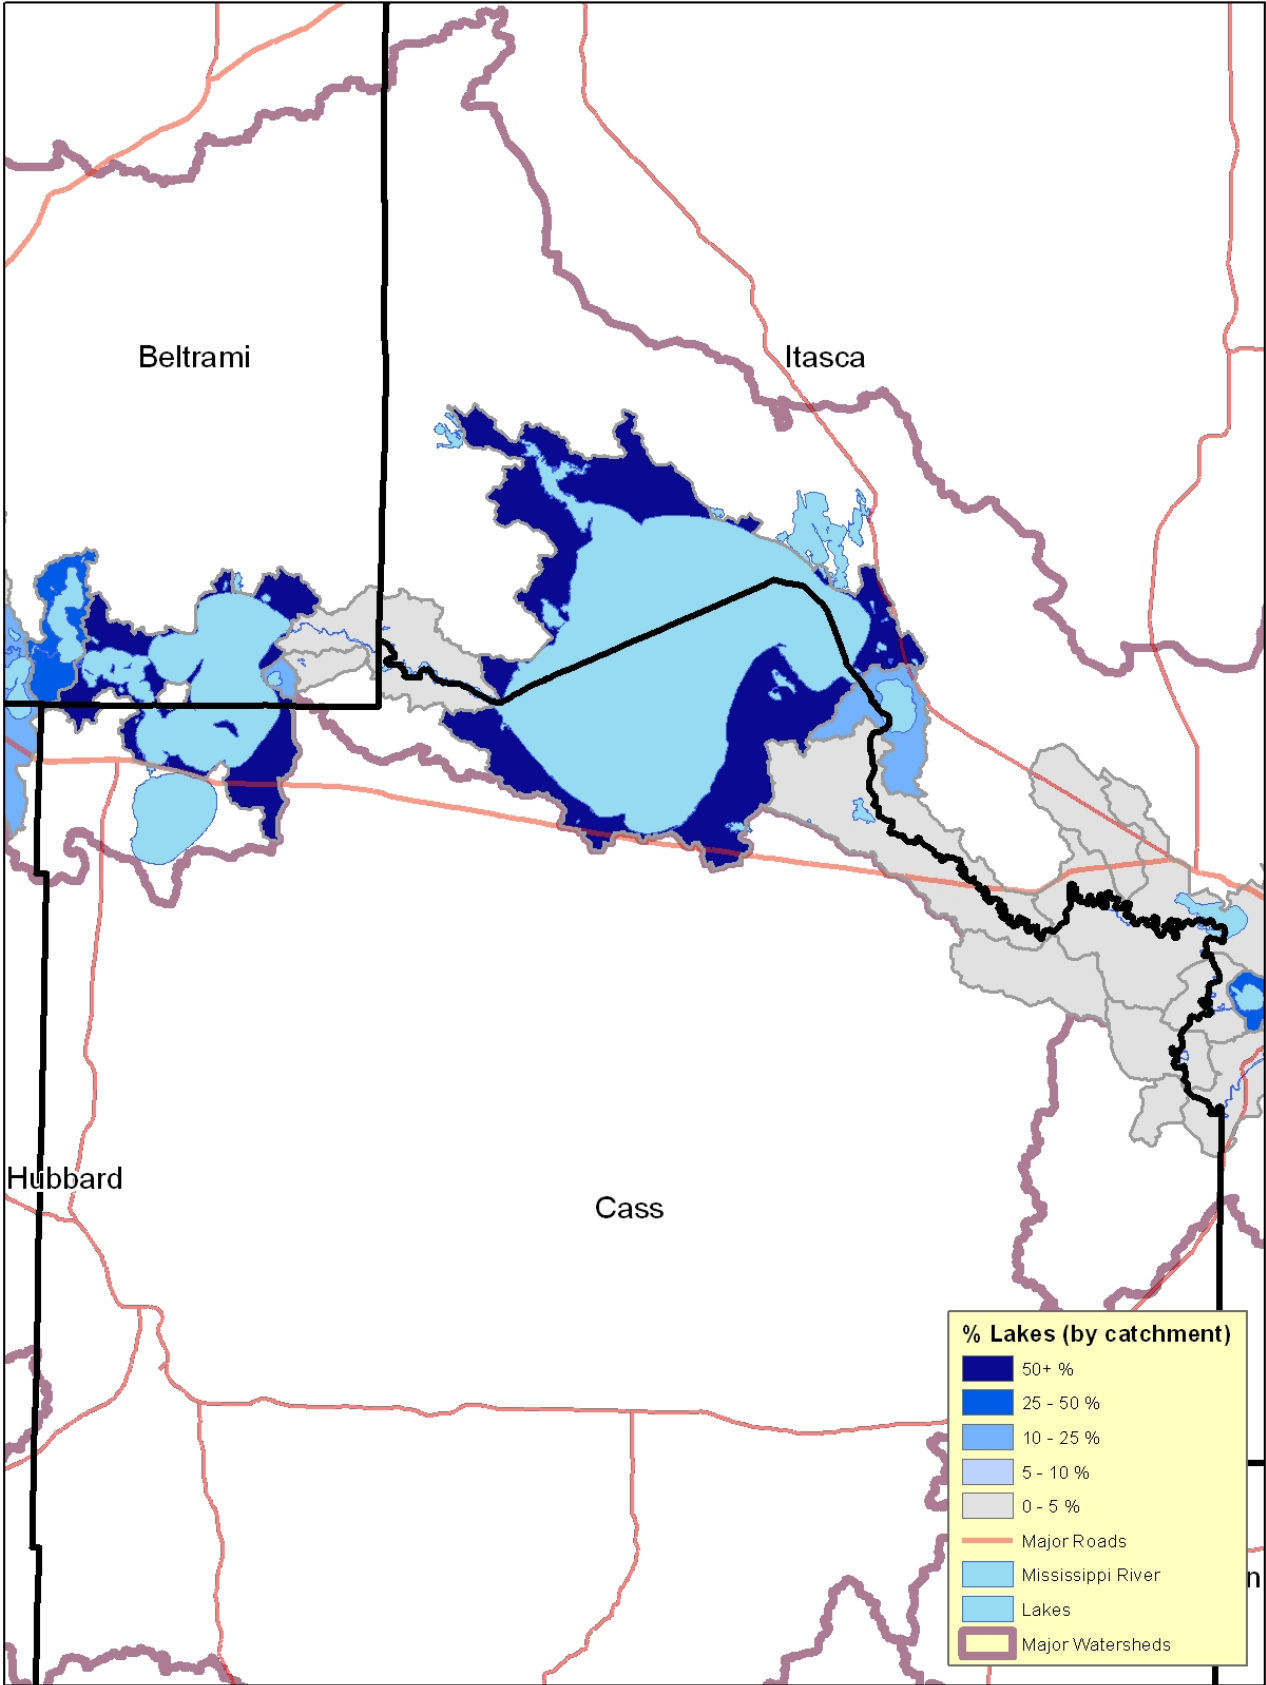 Beltrami
Itasca
Hubbard
Cass
% Lakes (by catchment)
50+ %
25 - 50 %
10 - 25 %
5 - 10 %
0 - 5 %
Major Roads
Mississippi River
Lakes
Major Watersheds
n